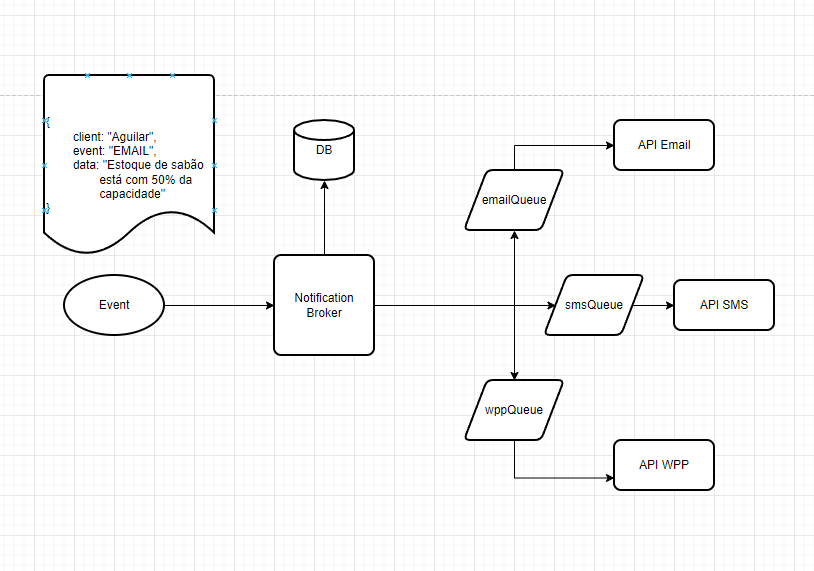 {
client: "Aguilar",
event: "EMAIL",
data: "Estoque de sabão
está com 50% da
capacidade"
}
DB
API Email
emailQueue
Event
Notification
Broker
smsQueue
API SMS
wppQueue
API WPP